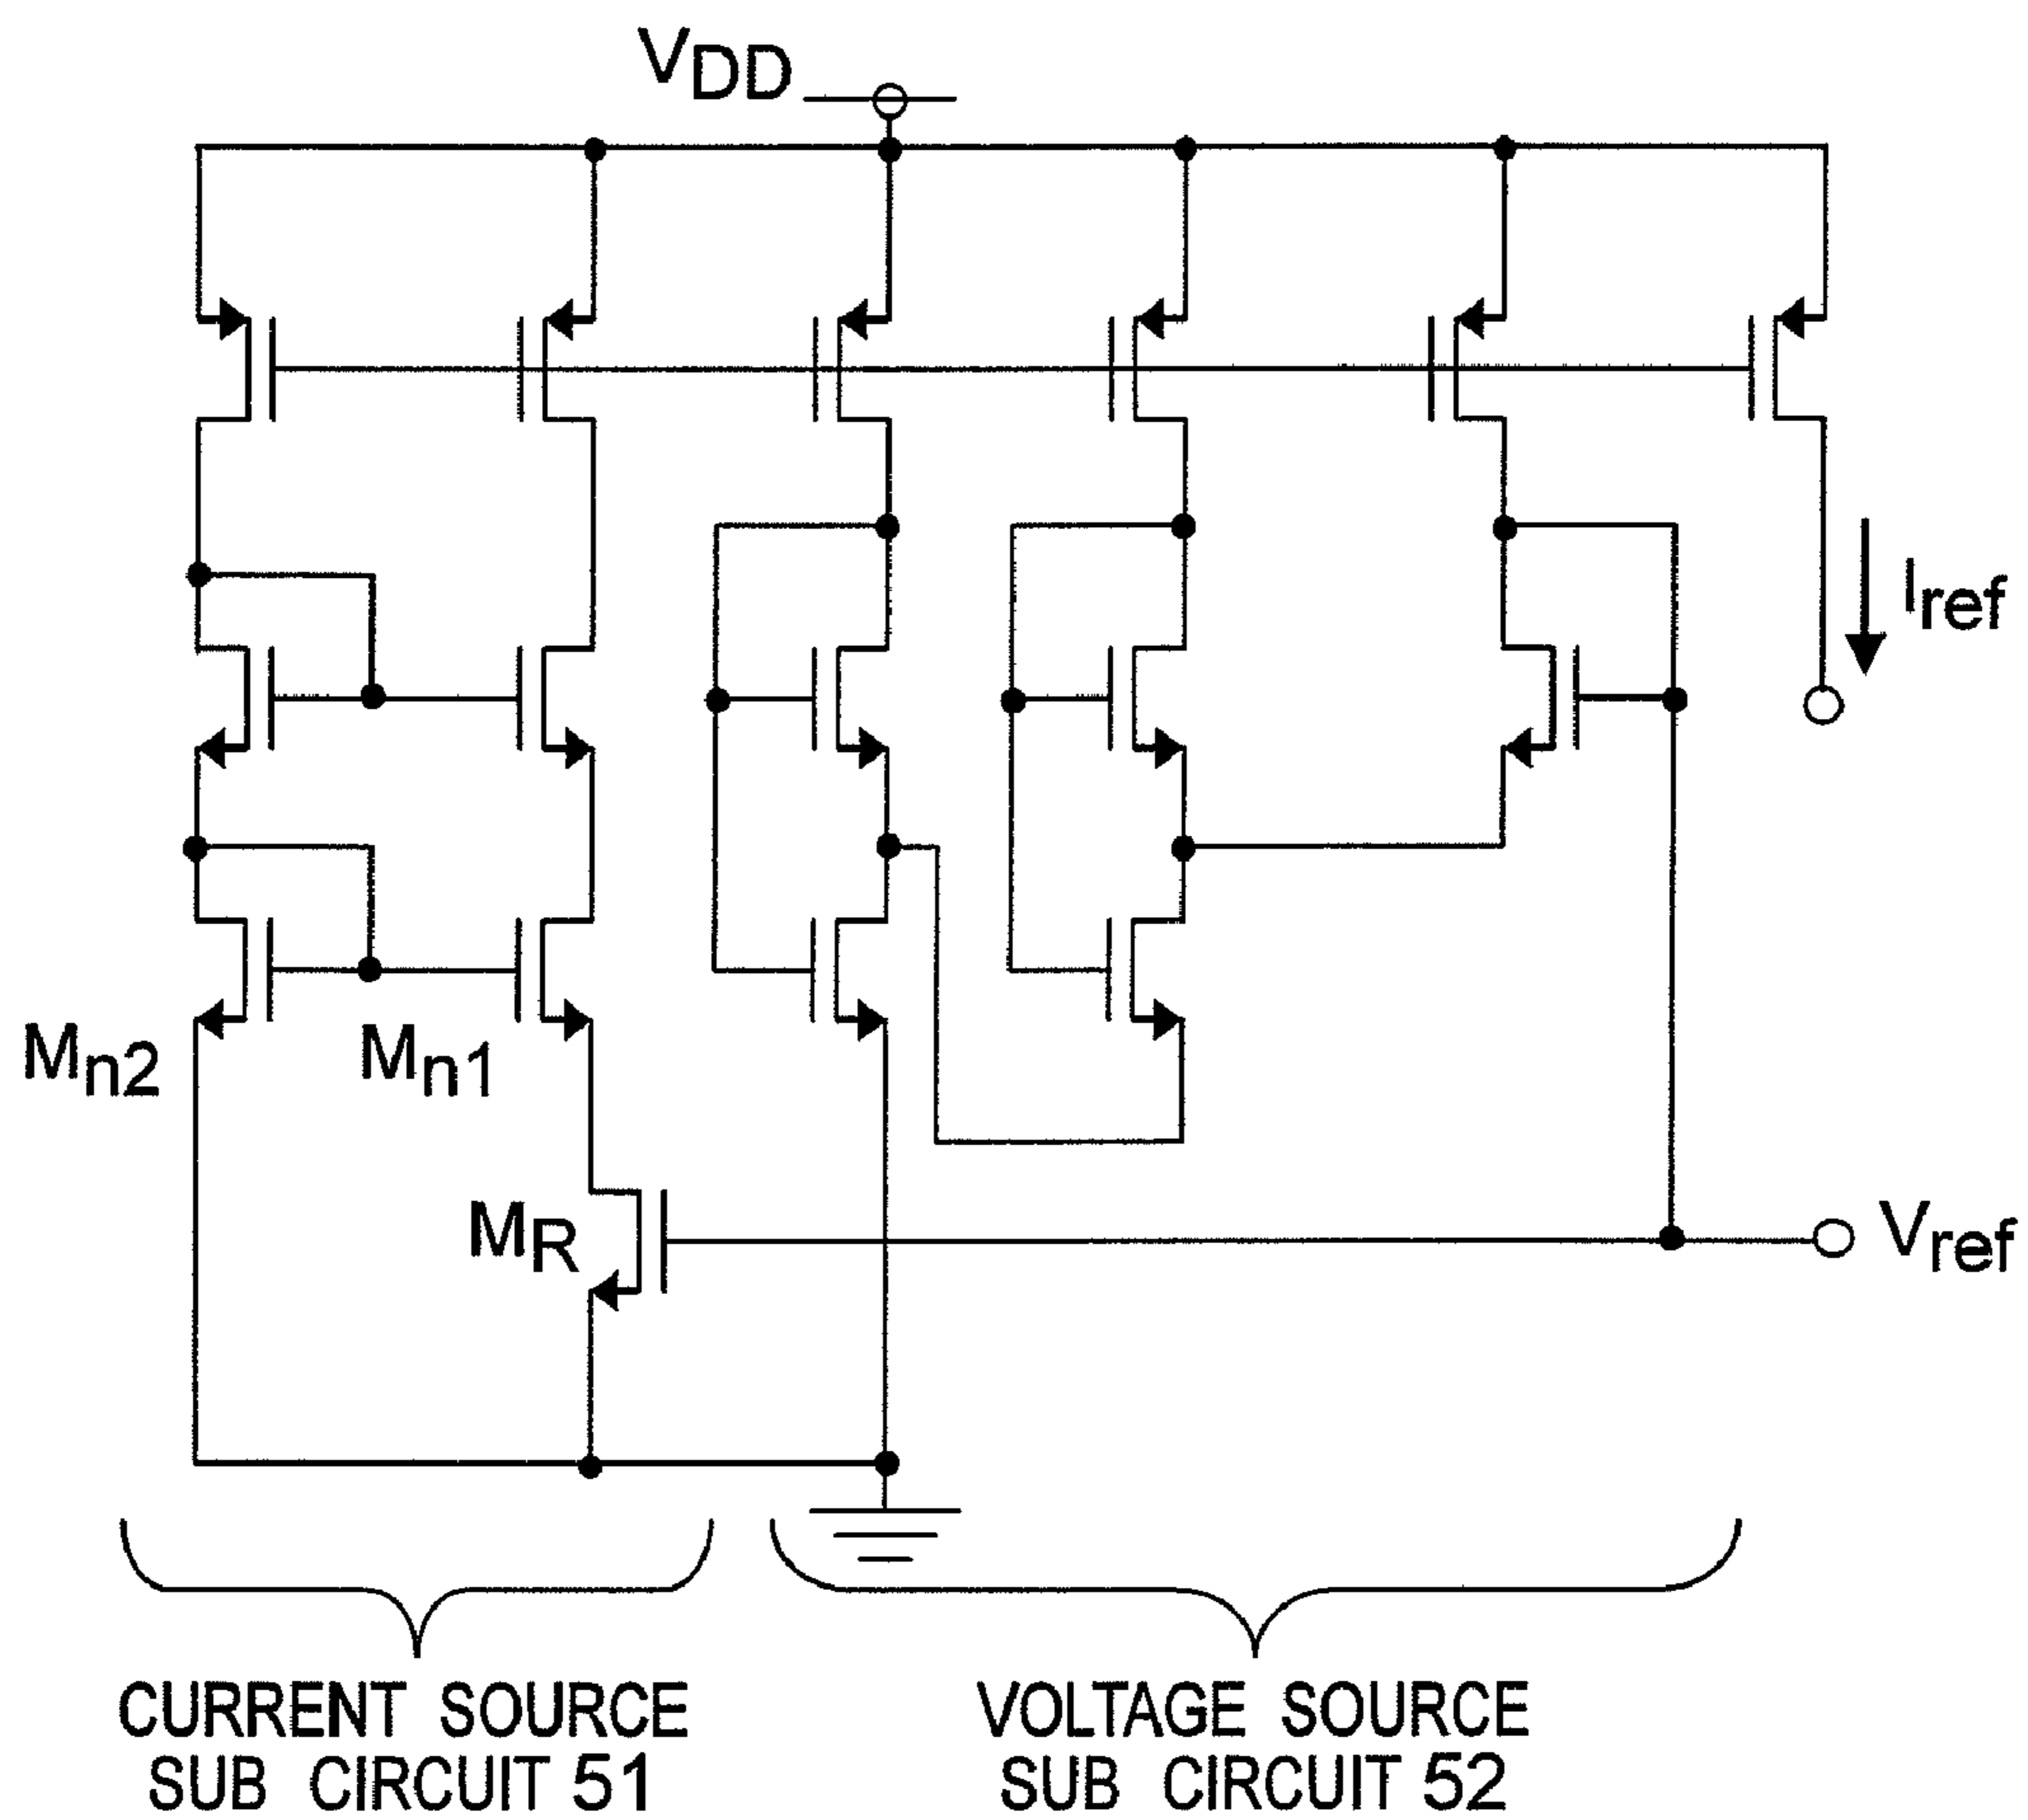 VDD
Iref
Mn2
Mn1
MR
Vref
CURRENT SOURCE
SUB CIRCUIT 51
VOLTAGE SOURCE
SUB CIRCUIT 52